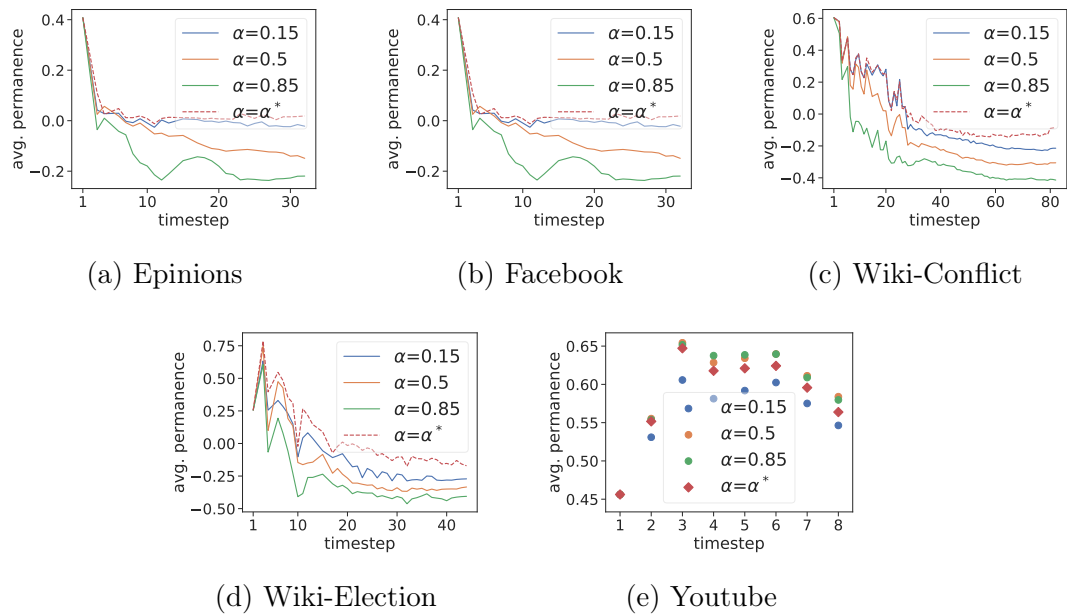 0.4
0.2
0.0
−0.2
avg. permanence
α=0.15
α=0.5
α=0.85
α=α*
1
10
20
30
timestep
(a) Epinions
0.4
0.2
0.0
−0.2
avg. permanence
α=0.15
α=0.5
α=0.85
α=α*
1
10
20
30
timestep
(b) Facebook
0.6
0.4
0.2
0.0
−0.2
−0.4
avg. permanence
α=0.15
α=0.5
α=0.85
α=α*
1
20
40
60
80
timestep
(c) Wiki-Conflict
0.75
0.50
0.25
0.00
−0.25
−0.50
avg. permanence
α=0.15
α=0.5
α=0.85
α=α*
1
10
20
30
40
timestep
(d) Wiki-Election
0.65
0.60
0.55
0.50
0.45
avg. permanence
α=0.15
α=0.5
α=0.85
α=α*
1
2
3
4
5
6
7
8
timestep
(e) Youtube